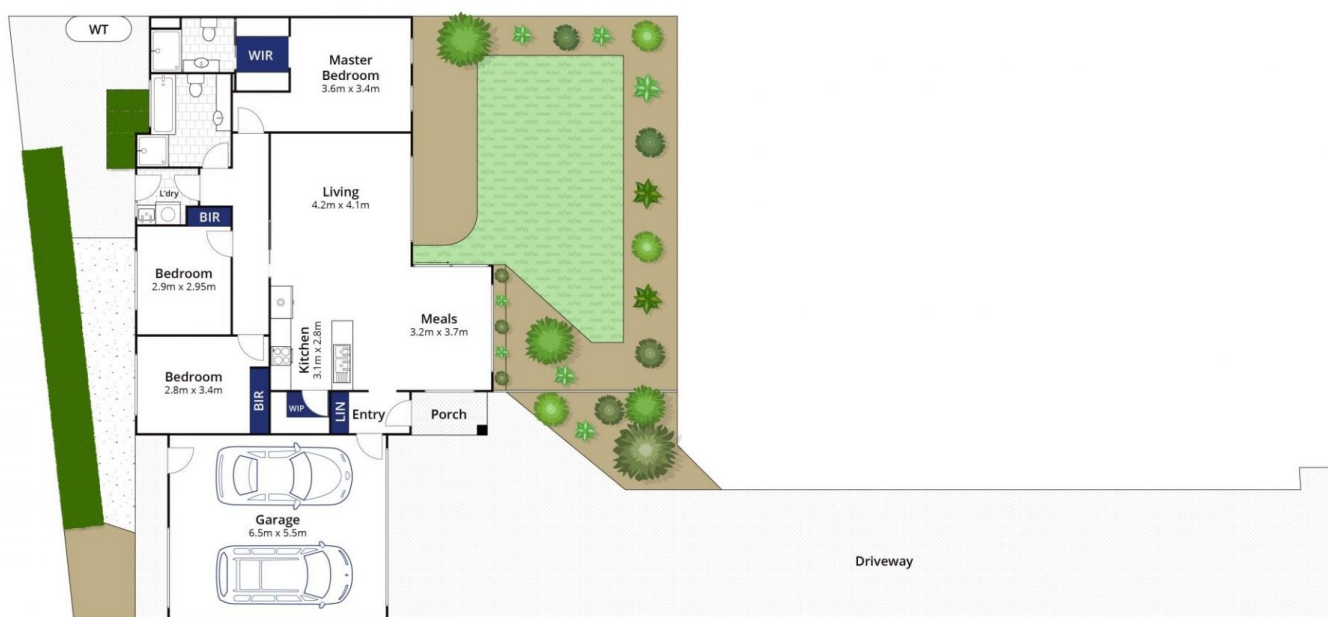 WT
WIR
Master
Bedroom
3.6m x 3.4m
Living
4.2m x 4.1m
L'dry
BIR
Bedroom
2.9m x 2.95m
Meals
3.2m x 3.7m
Kitchen
3.1m x 2.8m
Bedroom
2.8m x 3.4m
BIR
WIP
LIN
Entry
Porch
Garage
6.5m x 5.5m
Driveway